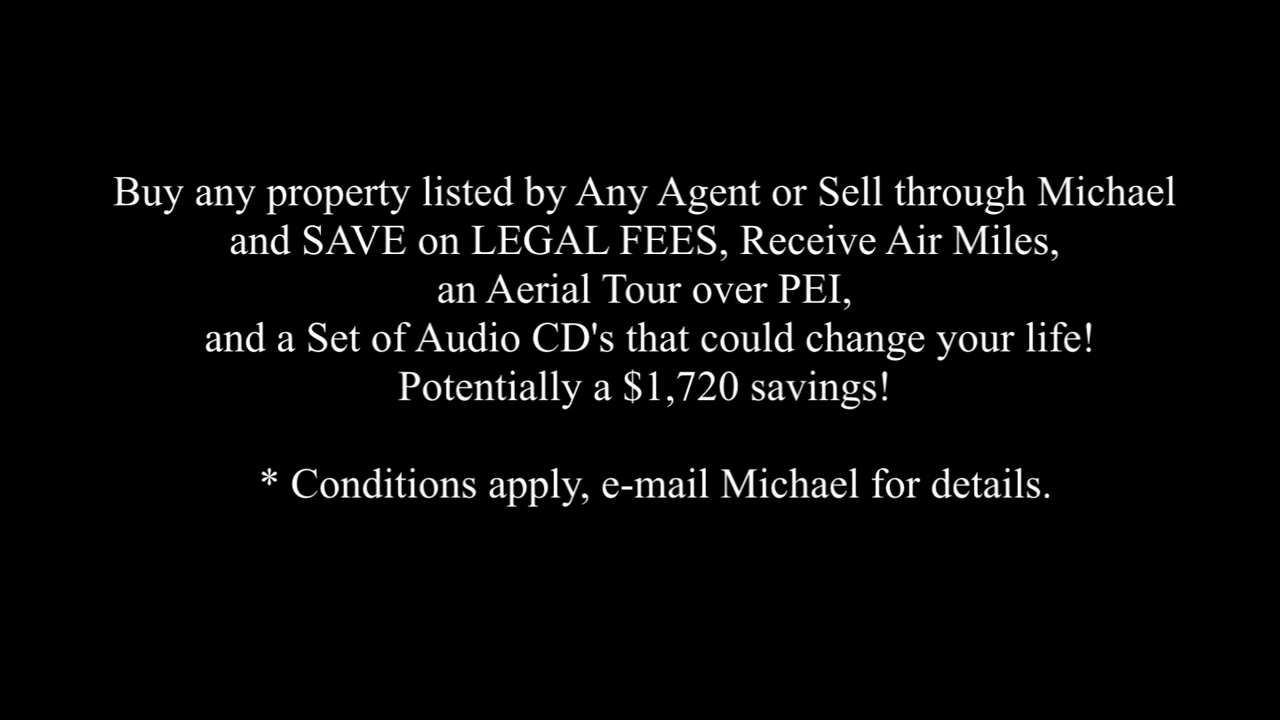 Buy any property listed by Any Agent or Sell through Michael
and SAVE on LEGAL FEES, Receive Air Miles,
an Aerial Tour over PEI,
and a Set of Audio CD's that could change your life!
Potentially a $1,720 savings!
* Conditions apply, e-mail Michael for details.